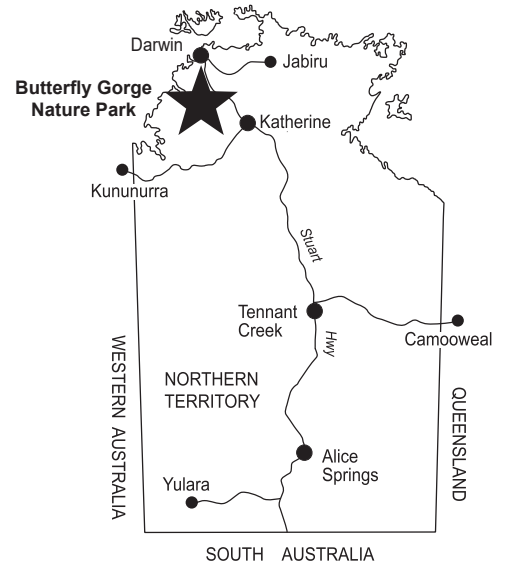 Darwin
Jabiru
Butterfly Gorge
Nature Park
Katherine
Kununurra
Stuart
Tennant
Creek
Hwy
Camooweal
WESTERN AUSTRALIA
NORTHERN
TERRITORY
QUEENSLAND
Alice
Springs
Yulara
SOUTH AUSTRALIA